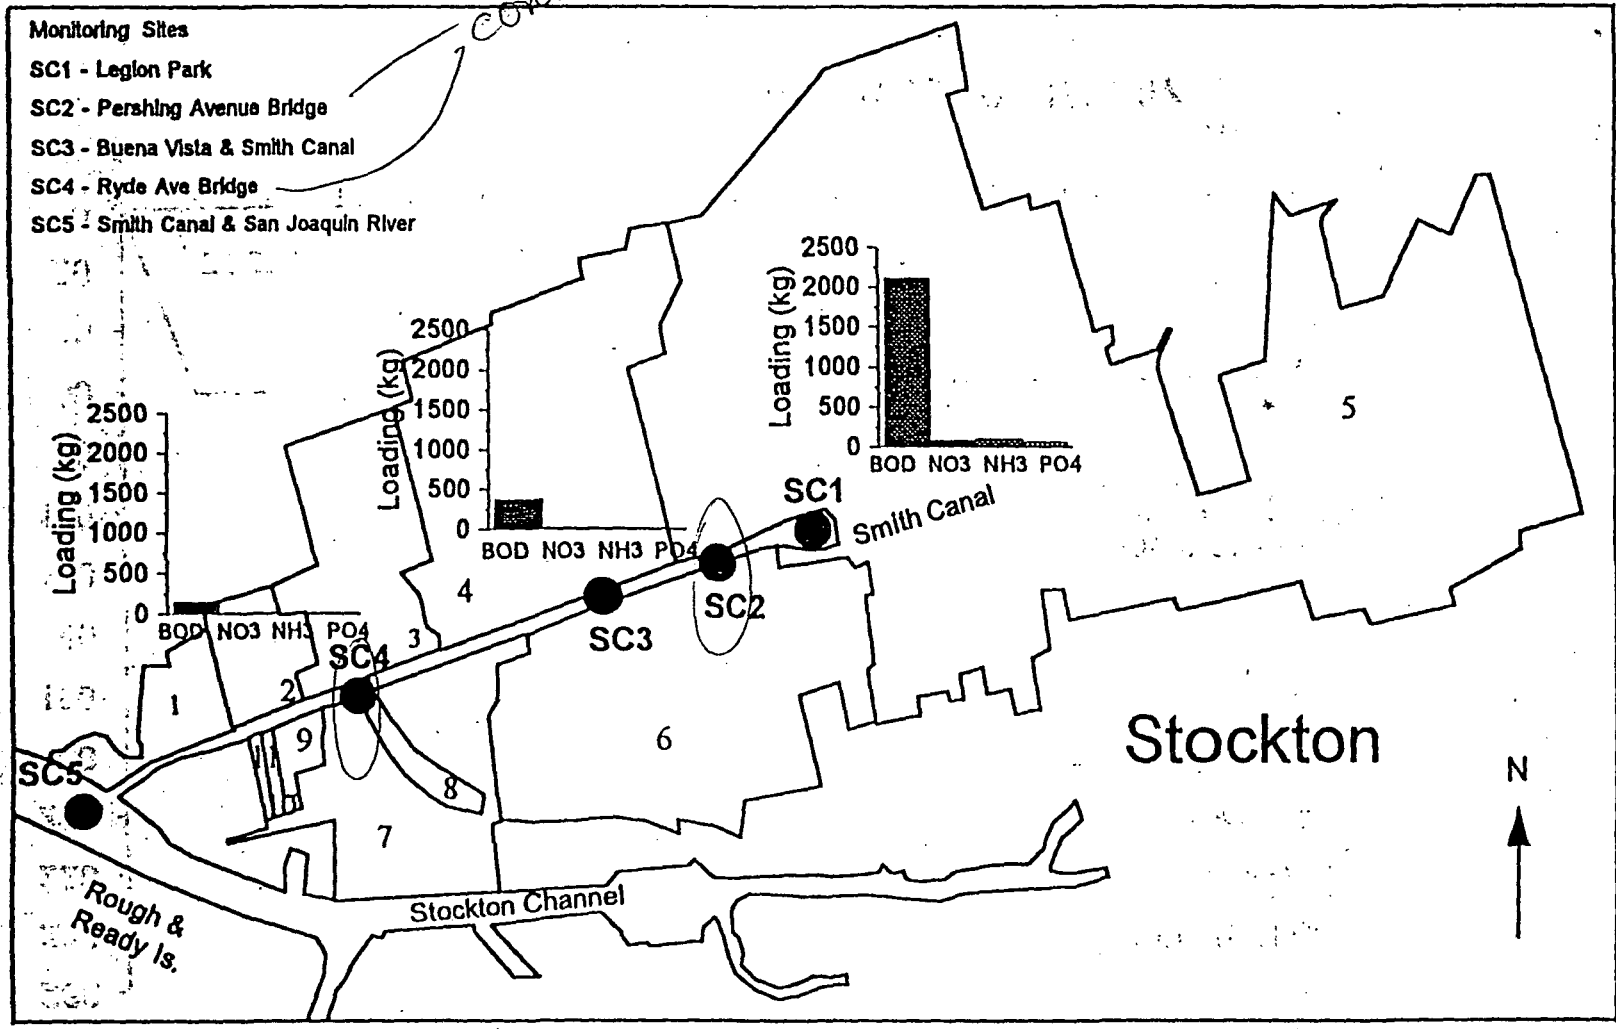 Monitoring Sites
SC1 - Legion Park
SC2 - Pershing Avenue Bridge
SC3 - Buena Vista & Smith Canal
SC4 - Ryde Ave Bridge
SC5 - Smith Canal & San Joaquin River
2500
2000
1500
1000
500
0
Loading (kg)
BOD NO3 NH3 PO4
2500
2000
1500
1000
500
0
Loading (kg)
BOD NO3 NH3 PO4
2500
2000
1500
1000
500
0
Loading (kg)
BOD NO3 NH3 PO4
SC1
Smith Canal
SC2
SC3
SC4
SC5
1
2
3
4
5
6
7
8
9
Stockton
N
Stockton Channel
Rough &
Ready Is.